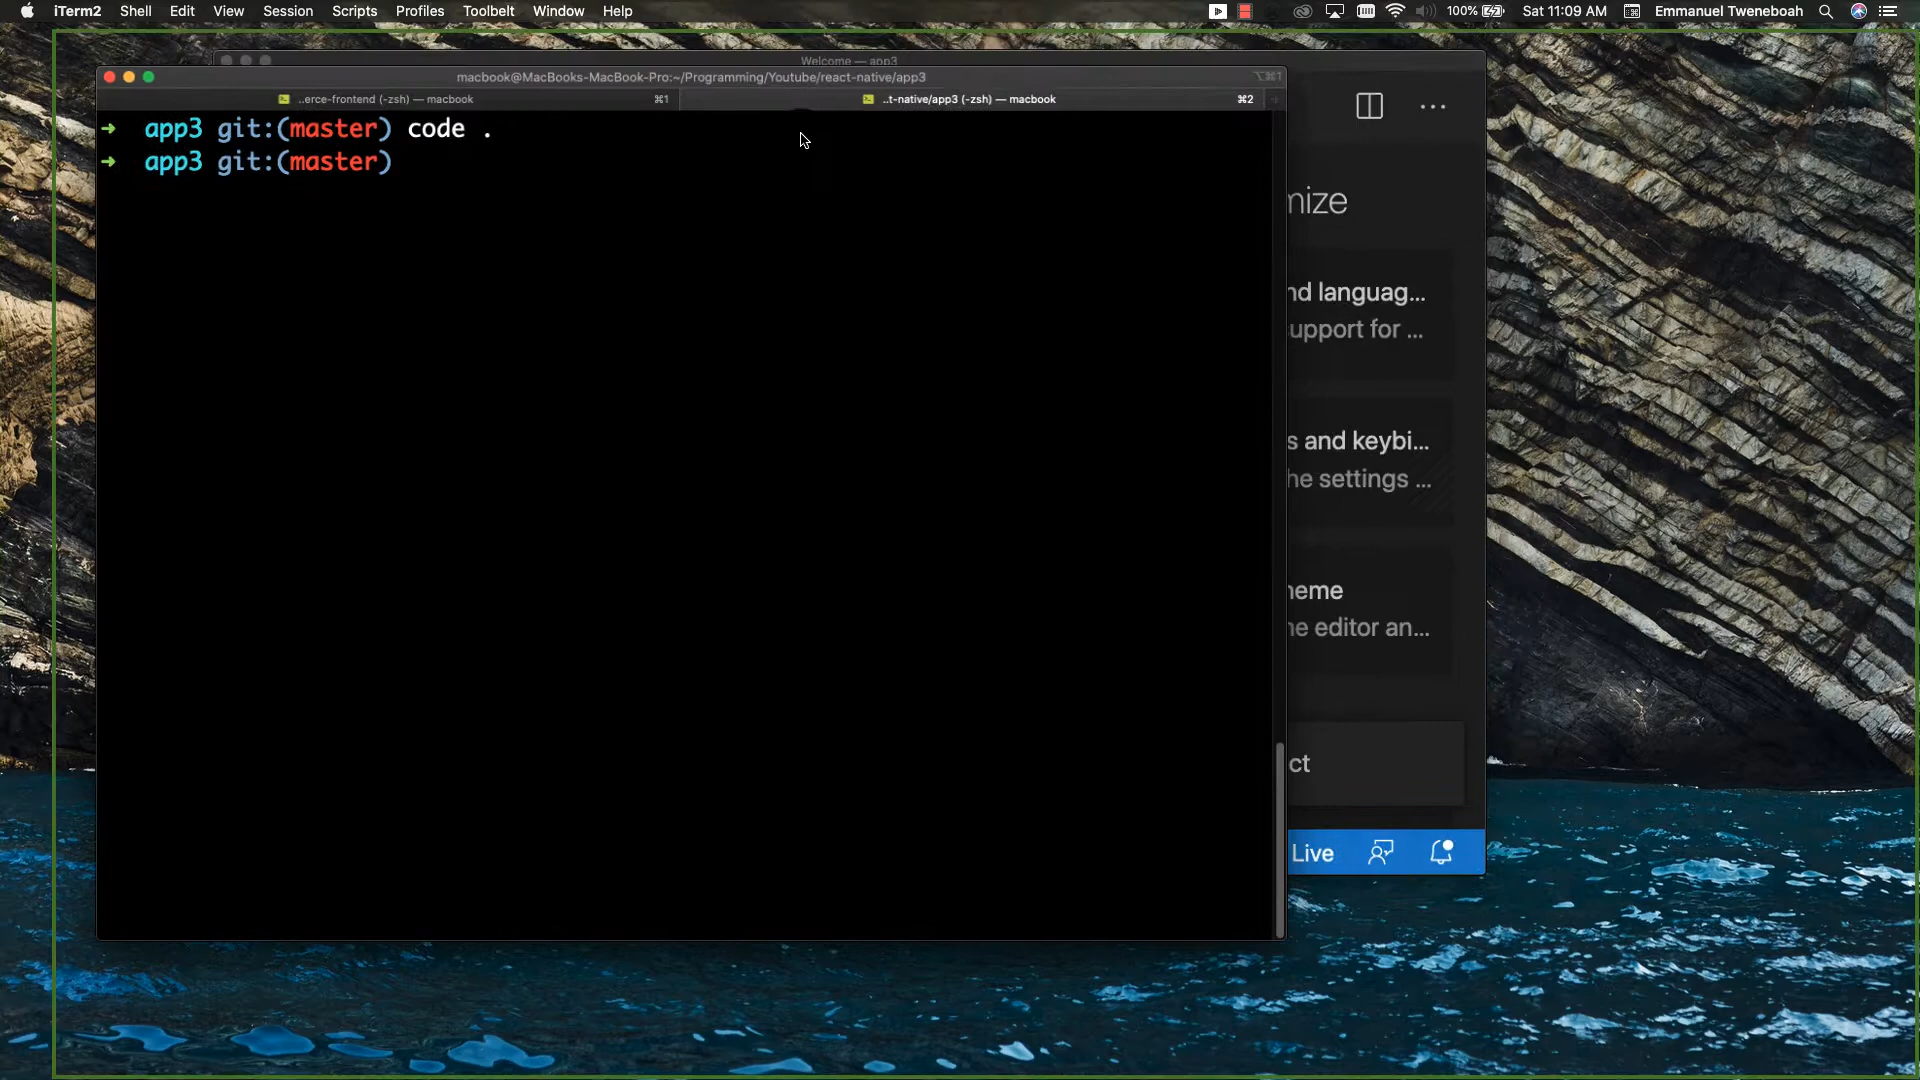 iTerm2 Shell Edit View Session Scripts Profiles Toolbelt Window Help 100% Sat 11:09 AM Emmanuel Tweneboah
Welcome — app3
macbook@MacBooks-MacBook-Pro:~/Programming/Youtube/react-native/app3 ⌥⌘1
..erce-frontend (-zsh) — macbook ⌘1 ..t-native/app3 (-zsh) — macbook ⌘2
➜ app3 git:(master) code .
➜ app3 git:(master)
mize
nd languag...
support for ...
s and keybi...
he settings ...
heme
he editor an...
ct
Live